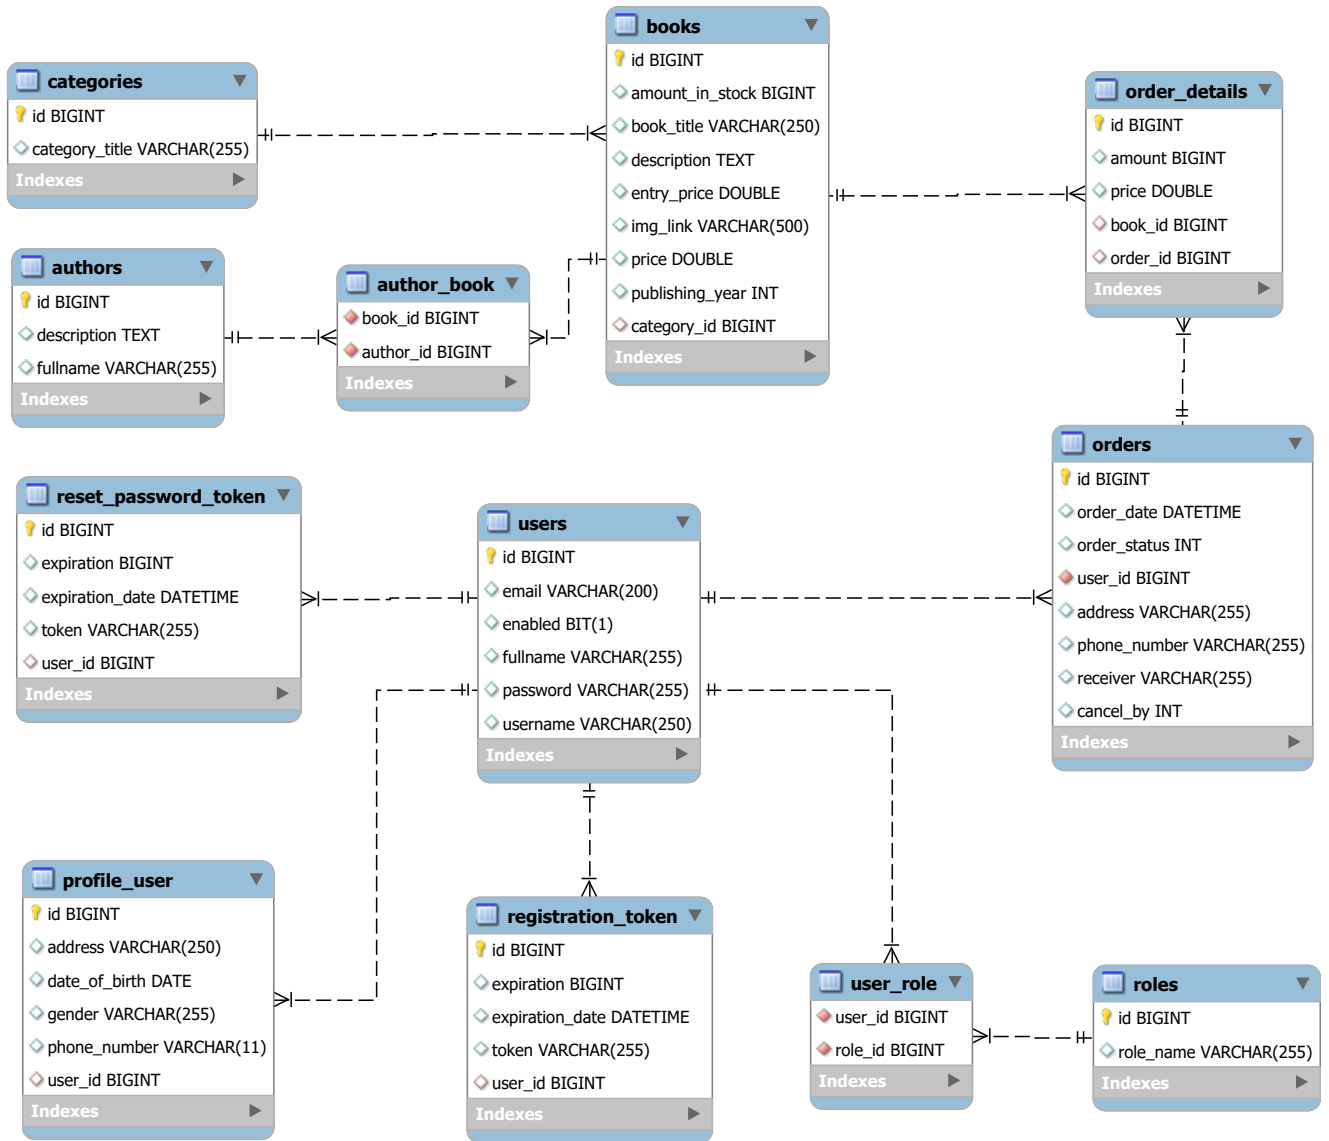 categories
id BIGINT
category_title VARCHAR(255)
Indexes
books
id BIGINT
amount_in_stock BIGINT
book_title VARCHAR(250)
description TEXT
entry_price DOUBLE
img_link VARCHAR(500)
price DOUBLE
publishing_year INT
category_id BIGINT
Indexes
order_details
id BIGINT
amount BIGINT
price DOUBLE
book_id BIGINT
order_id BIGINT
Indexes
authors
id BIGINT
description TEXT
fullname VARCHAR(255)
Indexes
author_book
book_id BIGINT
author_id BIGINT
Indexes
orders
id BIGINT
order_date DATETIME
order_status INT
user_id BIGINT
address VARCHAR(255)
phone_number VARCHAR(255)
receiver VARCHAR(255)
cancel_by INT
Indexes
reset_password_token
id BIGINT
expiration BIGINT
expiration_date DATETIME
token VARCHAR(255)
user_id BIGINT
Indexes
users
id BIGINT
email VARCHAR(200)
enabled BIT(1)
fullname VARCHAR(255)
password VARCHAR(255)
username VARCHAR(250)
Indexes
profile_user
id BIGINT
address VARCHAR(250)
date_of_birth DATE
gender VARCHAR(255)
phone_number VARCHAR(11)
user_id BIGINT
Indexes
registration_token
id BIGINT
expiration BIGINT
expiration_date DATETIME
token VARCHAR(255)
user_id BIGINT
Indexes
user_role
user_id BIGINT
role_id BIGINT
Indexes
roles
id BIGINT
role_name VARCHAR(255)
Indexes